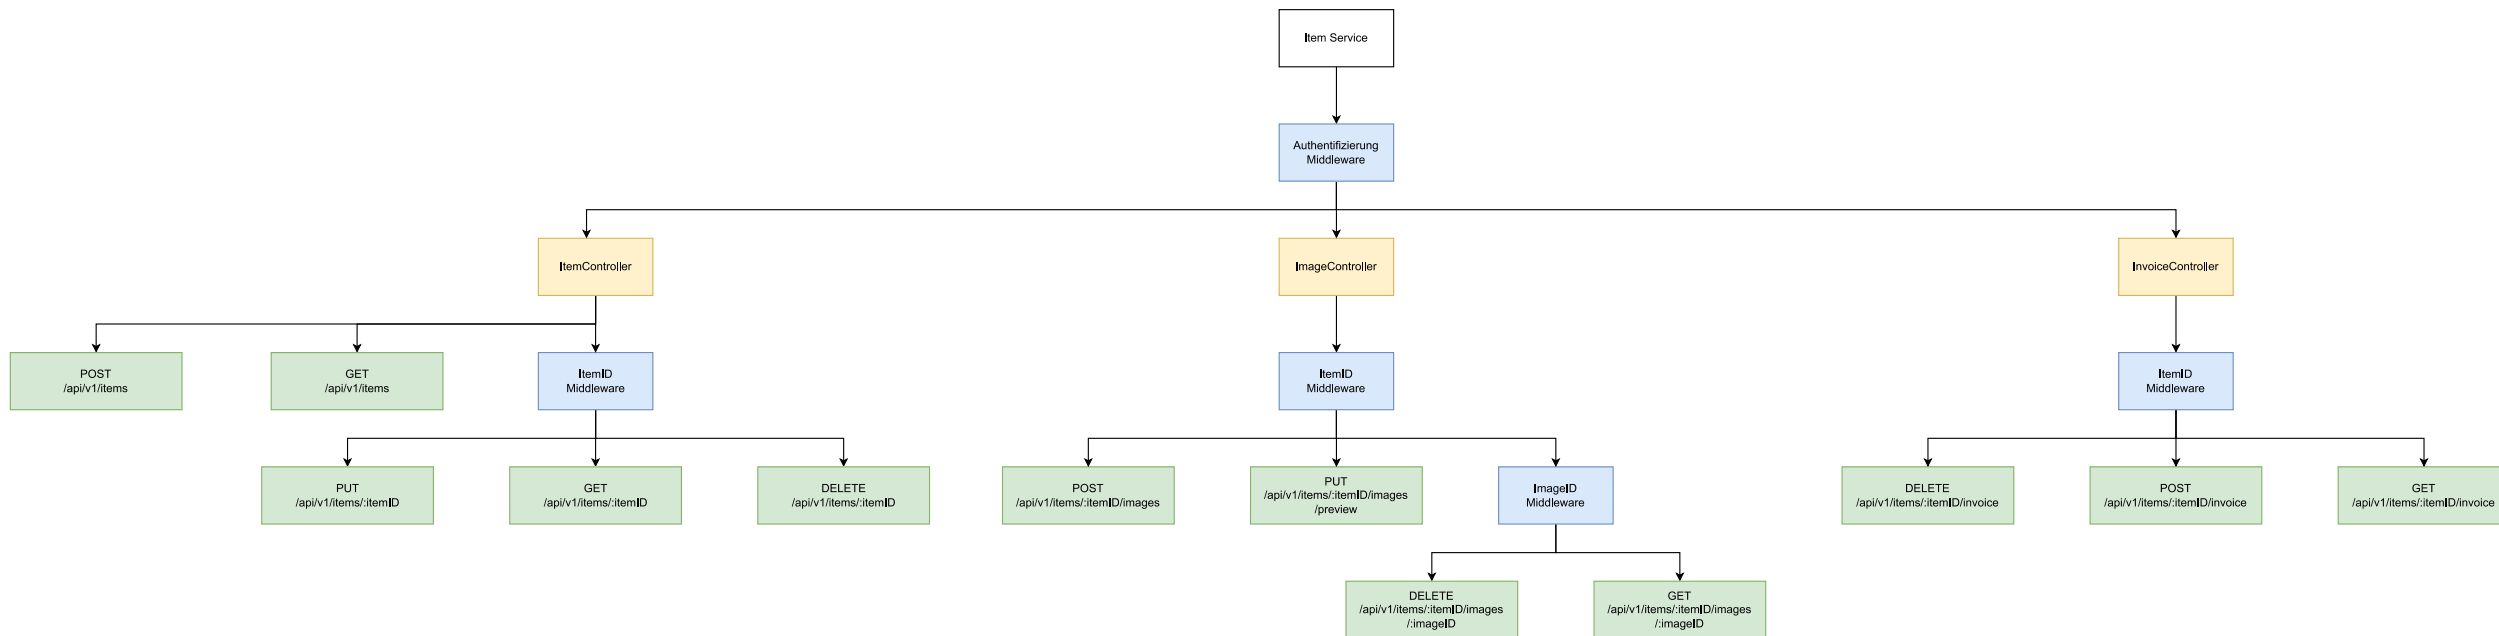 Item Service
Authentifizierung
Middleware
ItemController
ImageController
InvoiceController
POST
/api/v1/items
GET
/api/v1/items
ItemID
Middleware
ItemID
Middleware
ItemID
Middleware
PUT
/api/v1/items/:itemID
GET
/api/v1/items/:itemID
DELETE
/api/v1/items/:itemID
POST
/api/v1/items/:itemID/images
PUT
/api/v1/items/:itemID/images
/preview
ImageID
Middleware
DELETE
/api/v1/items/:itemID/invoice
POST
/api/v1/items/:itemID/invoice
GET
/api/v1/items/:itemID/invoice
DELETE
/api/v1/items/:itemID/images
/:imageID
GET
/api/v1/items/:itemID/images
/:imageID